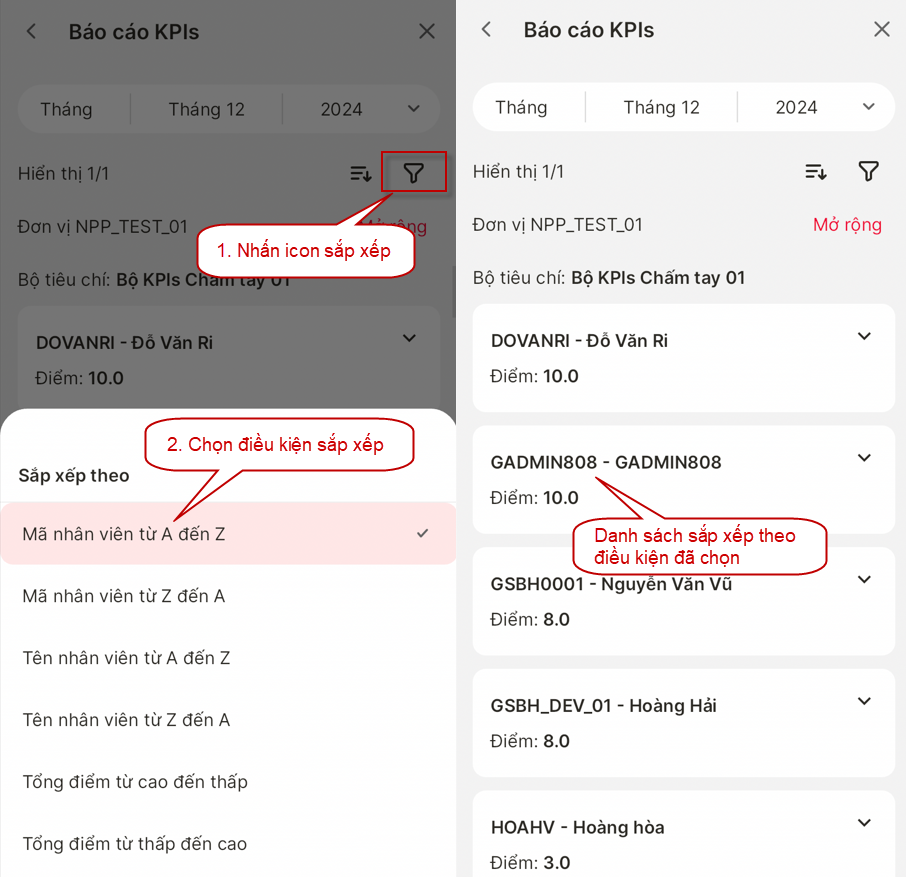 Báo cáo KPIs
Tháng
Tháng 12
2024
Hiển thị 1/1
Đơn vị NPP_TEST_01
Mở rộng
1. Nhấn icon sắp xếp
Bộ tiêu chí: Bộ KPIs Chấm tay 01
DOVANRI - Đỗ Văn Ri
Điểm: 10.0
2. Chọn điều kiện sắp xếp
Sắp xếp theo
Mã nhân viên từ A đến Z
Mã nhân viên từ Z đến A
Tên nhân viên từ A đến Z
Tên nhân viên từ Z đến A
Tổng điểm từ cao đến thấp
Tổng điểm từ thấp đến cao
Báo cáo KPIs
Tháng
Tháng 12
2024
Hiển thị 1/1
Đơn vị NPP_TEST_01
Mở rộng
Bộ tiêu chí: Bộ KPIs Chấm tay 01
DOVANRI - Đỗ Văn Ri
Điểm: 10.0
GADMIN808 - GADMIN808
Điểm: 10.0
Danh sách sắp xếp theo
điều kiện đã chọn
GSBH0001 - Nguyễn Văn Vũ
Điểm: 8.0
GSBH_DEV_01 - Hoàng Hải
Điểm: 8.0
HOAHV - Hoàng hòa
Điểm: 3.0